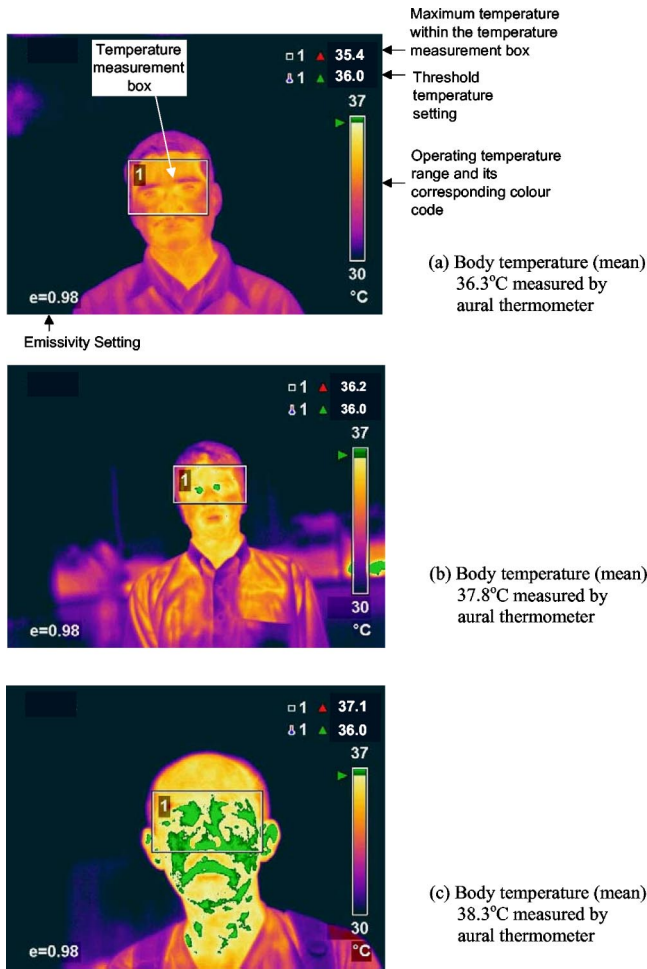 Maximum temperature
within the temperature
measurement box
Temperature
measurement
box
1 35.4
1 36.0
Threshold
temperature
setting
37
1
Operating temperature
range and its
corresponding colour
code
30
°C
e=0.98
(a) Body temperature (mean)
36.3°C measured by
aural thermometer
Emissivity Setting
1 36.2
1 36.0
37
1
30
°C
e=0.98
(b) Body temperature (mean)
37.8°C measured by
aural thermometer
1 37.1
1 36.0
37
1
30
°C
e=0.98
(c) Body temperature (mean)
38.3°C measured by
aural thermometer